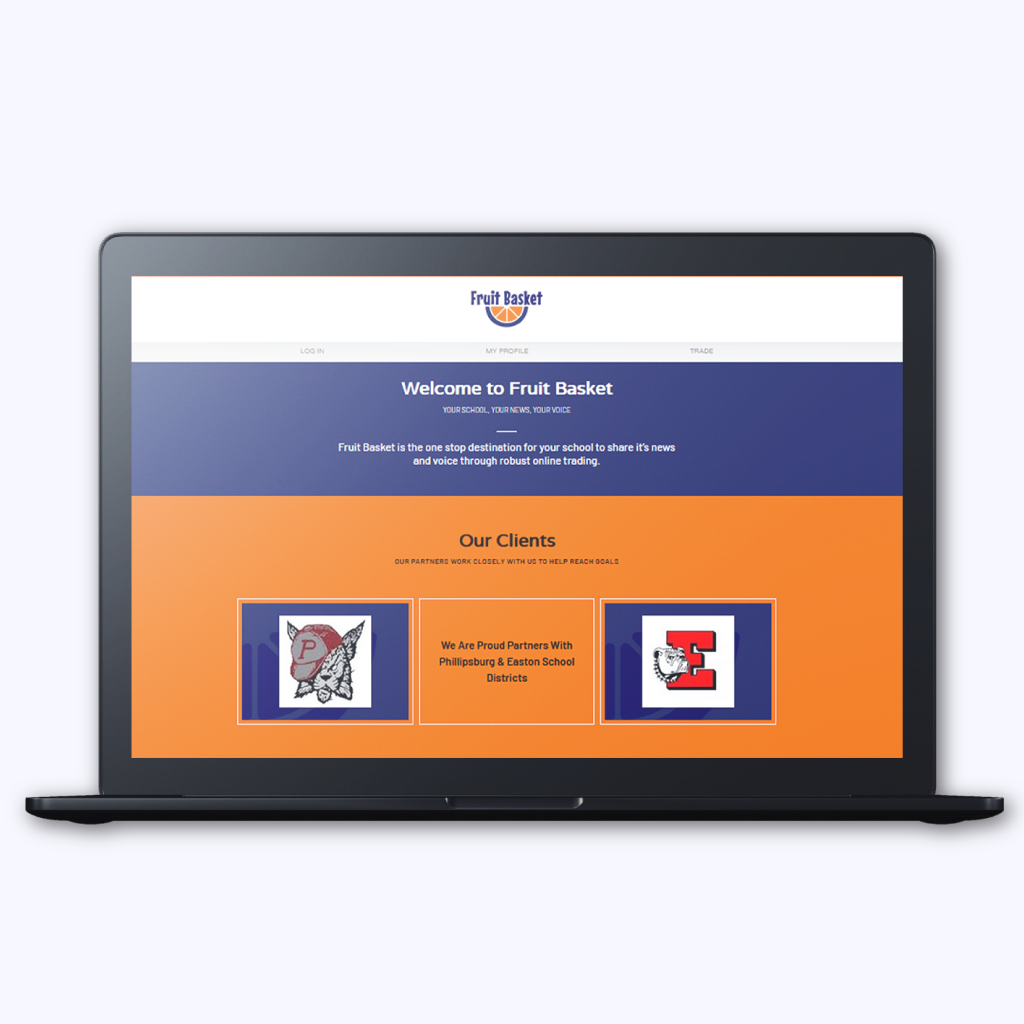 Fruit Basket
LOG IN MY PROFILE TRADE
Welcome to Fruit Basket
YOUR SCHOOL, YOUR NEWS, YOUR VOICE
Fruit Basket is the one stop destination for your school to share it's news
and voice through robust online trading.
Our Clients
OUR PARTNERS WORK CLOSELY WITH US TO HELP REACH GOALS
P
We Are Proud Partners With
Phillipsburg & Easton School
Districts
E